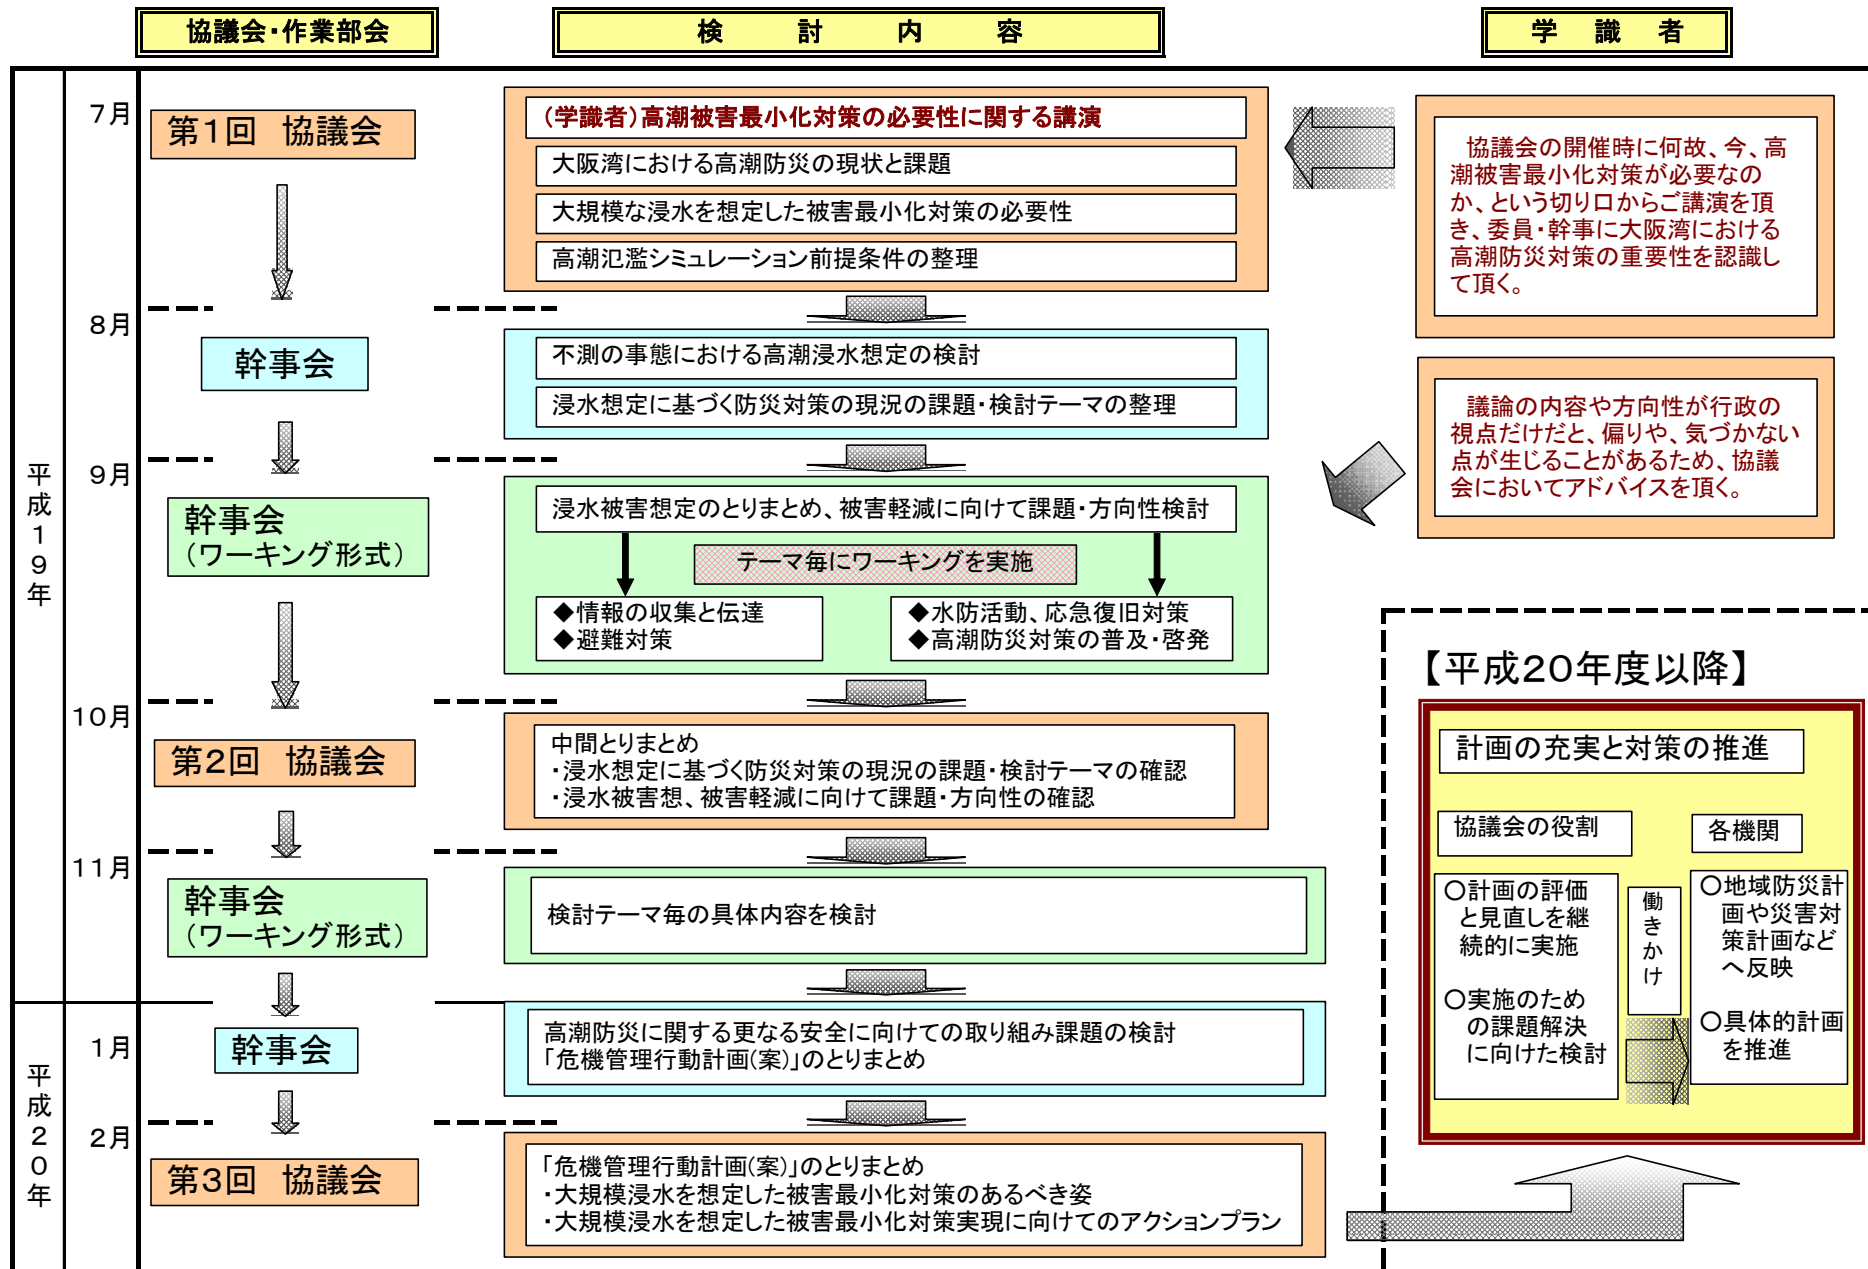 協議会・作業部会
検討内容
学識者
平成19年
7月
第1回 協議会
(学識者)高潮被害最小化対策の必要性に関する講演
大阪湾における高潮防災の現状と課題
大規模な浸水を想定した被害最小化対策の必要性
高潮氾濫シミュレーション前提条件の整理
協議会の開催時に何故、今、高
潮被害最小化対策が必要なの
か、という切り口からご講演を頂
き、委員・幹事に大阪湾における
高潮防災対策の重要性を認識し
て頂く。
8月
幹事会
不測の事態における高潮浸水想定の検討
浸水想定に基づく防災対策の現況の課題・検討テーマの整理
議論の内容や方向性が行政の
視点だけだと、偏りや、気づかない
点が生じることがあるため、協議
会においてアドバイスを頂く。
9月
幹事会
(ワーキング形式)
浸水被害想定のとりまとめ、被害軽減に向けて課題・方向性検討
テーマ毎にワーキングを実施
◆情報の収集と伝達
◆避難対策
◆水防活動、応急復旧対策
◆高潮防災対策の普及・啓発
10月
第2回 協議会
中間とりまとめ
・浸水想定に基づく防災対策の現況の課題・検討テーマの確認
・浸水被害想、被害軽減に向けて課題・方向性の確認
11月
幹事会
(ワーキング形式)
検討テーマ毎の具体内容を検討
平成20年
1月
幹事会
高潮防災に関する更なる安全に向けての取り組み課題の検討
「危機管理行動計画(案)」のとりまとめ
2月
第3回 協議会
「危機管理行動計画(案)」のとりまとめ
・大規模浸水を想定した被害最小化対策のあるべき姿
・大規模浸水を想定した被害最小化対策実現に向けてのアクションプラン
【平成20年度以降】
計画の充実と対策の推進
協議会の役割
各機関
○計画の評価
と見直しを継
続的に実施
○実施のため
の課題解決
に向けた検討
働きかけ
○地域防災計
画や災害対
策計画など
へ反映
○具体的計画
を推進